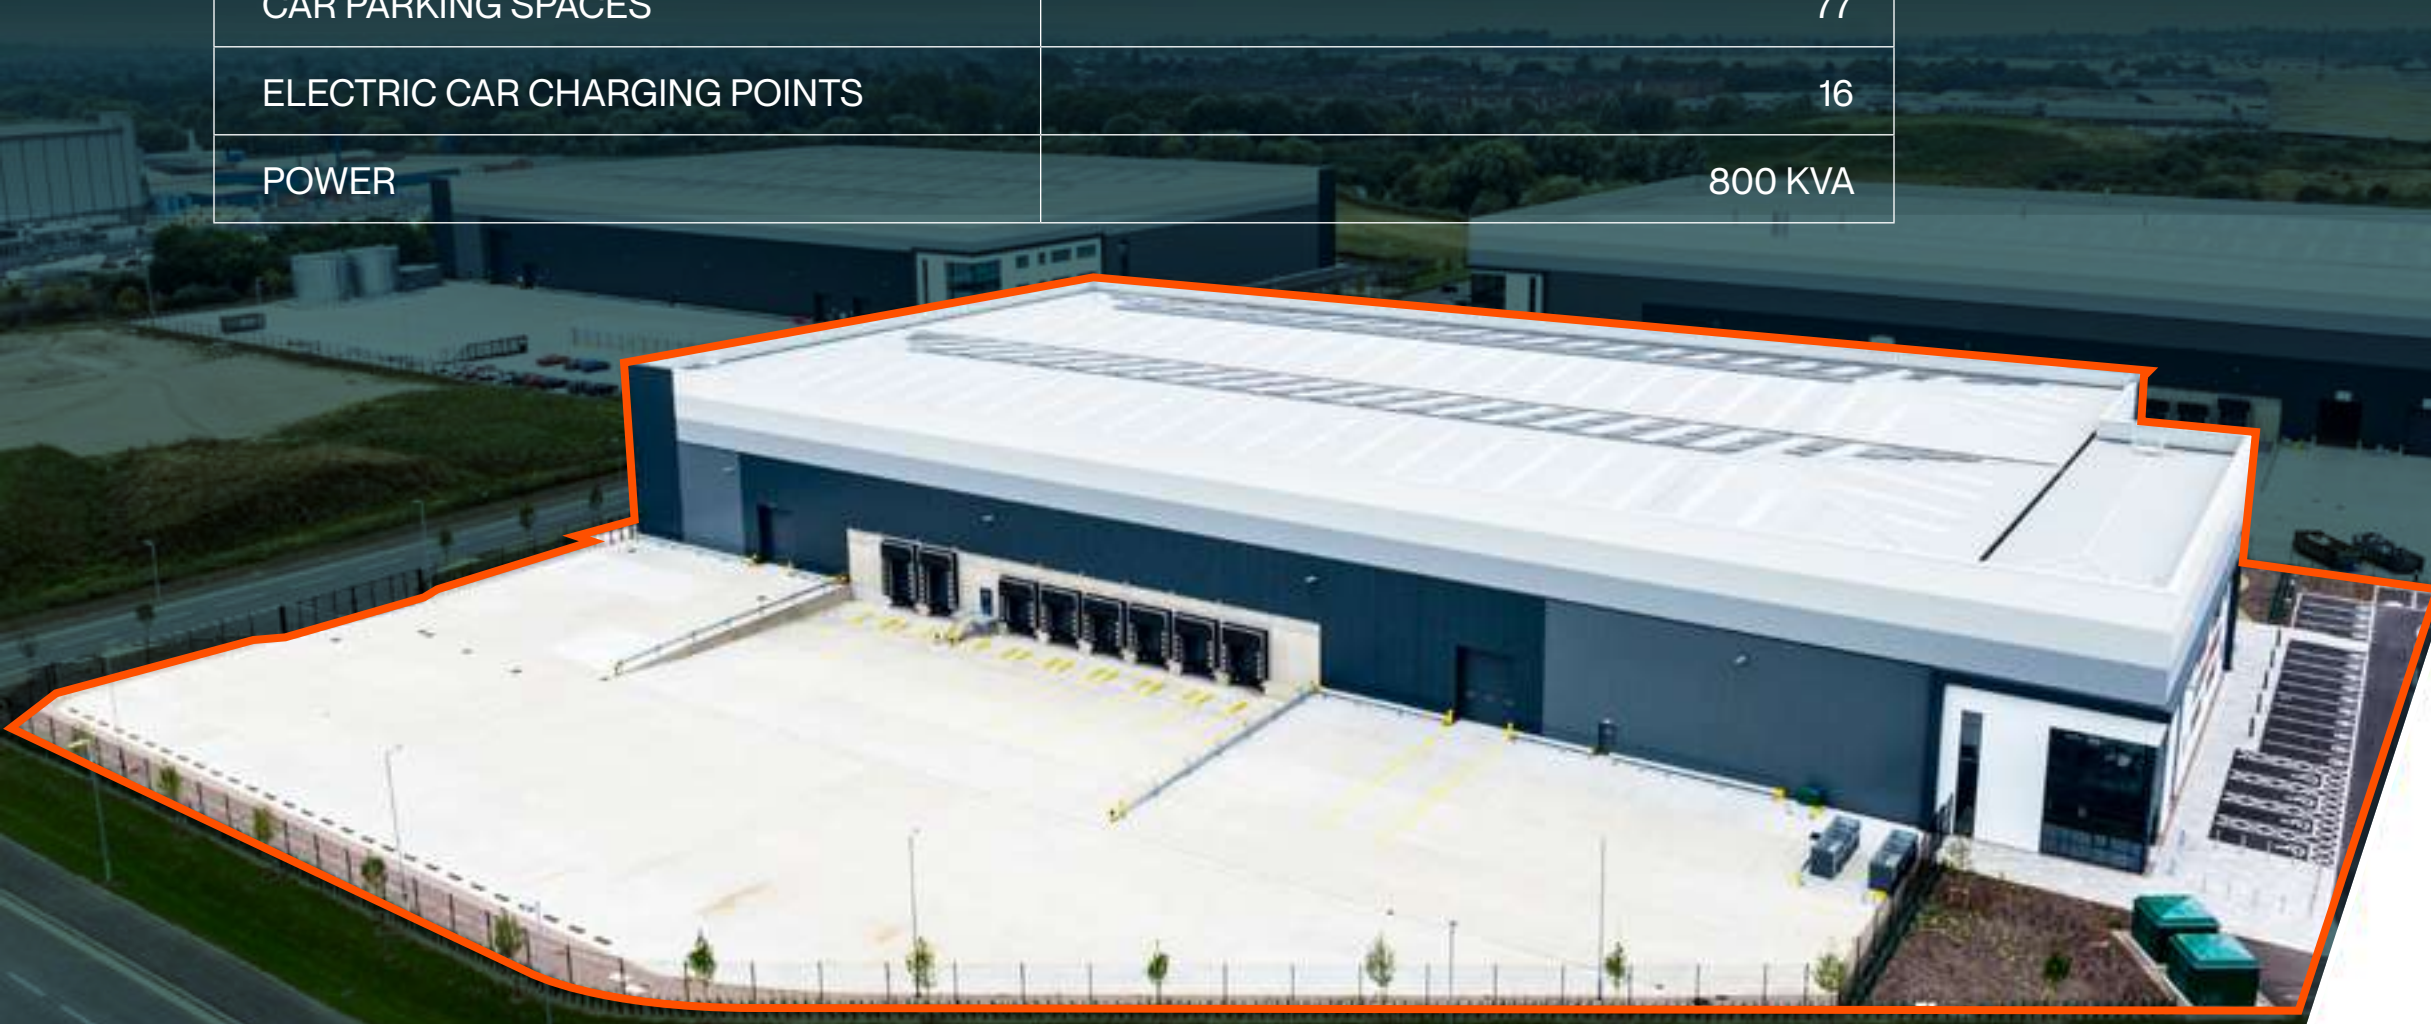 CAR PARKING SPACES 77
ELECTRIC CAR CHARGING POINTS 16
POWER 800 KVA